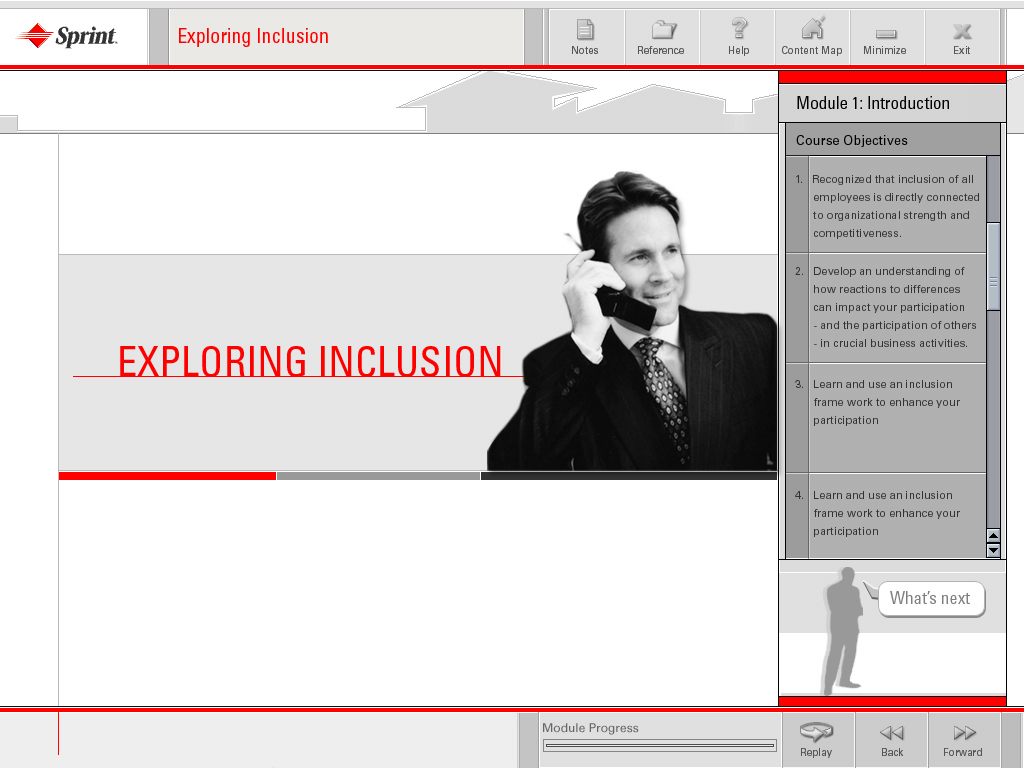 Sprint.
Exploring Inclusion
Notes
Reference
Help
Content Map
Minimize
Exit
Module 1: Introduction
Course Objectives
1. Recognized that inclusion of all
employees is directly connected
to organizational strength and
competitiveness.
2. Develop an understanding of
how reactions to differences
can impact your participation
- and the participation of others
- in crucial business activities.
3. Learn and use an inclusion
frame work to enhance your
participation
4. Learn and use an inclusion
frame work to enhance your
participation
EXPLORING INCLUSION
What's next
Module Progress
Replay
Back
Forward